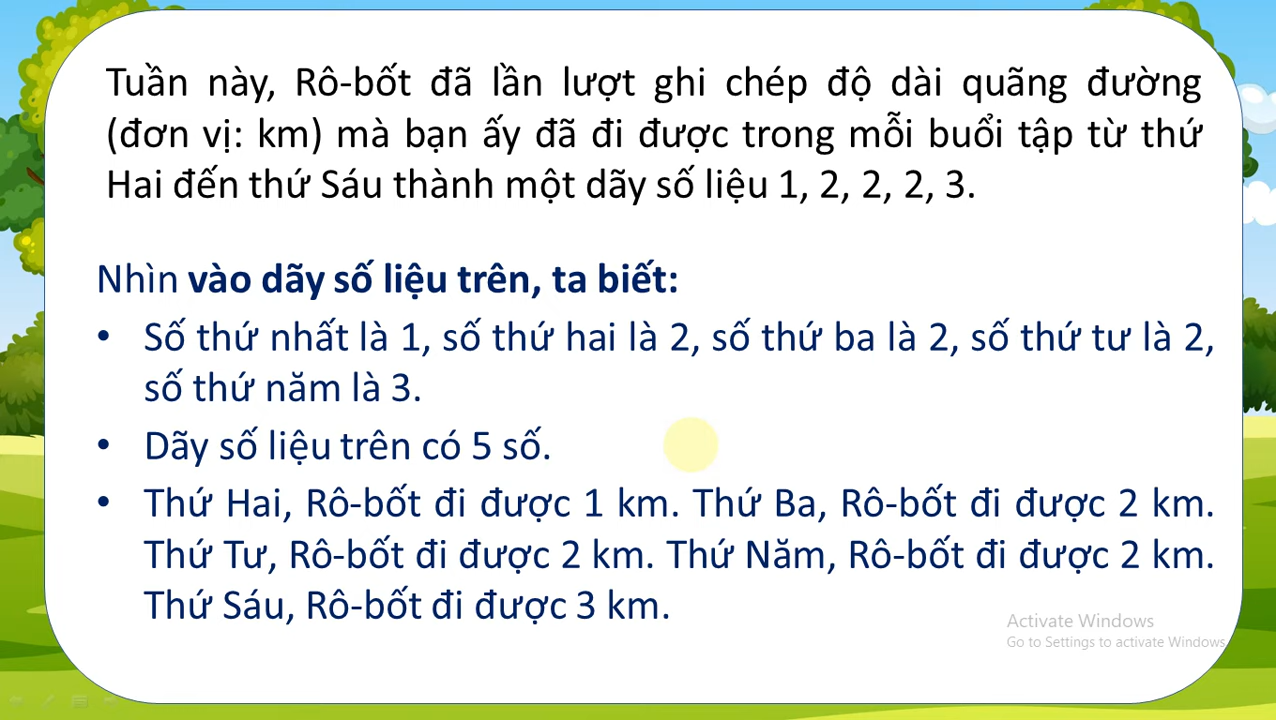 Tuần này, Rô-bốt đã lần lượt ghi chép độ dài quãng đường
(đơn vị: km) mà bạn ấy đã đi được trong mỗi buổi tập từ thứ
Hai đến thứ Sáu thành một dãy số liệu 1, 2, 2, 2, 3.
Nhìn vào dãy số liệu trên, ta biết:
• Số thứ nhất là 1, số thứ hai là 2, số thứ ba là 2, số thứ tư là 2,
số thứ năm là 3.
• Dãy số liệu trên có 5 số.
• Thứ Hai, Rô-bốt đi được 1 km. Thứ Ba, Rô-bốt đi được 2 km.
Thứ Tư, Rô-bốt đi được 2 km. Thứ Năm, Rô-bốt đi được 2 km.
Thứ Sáu, Rô-bốt đi được 3 km.
Activate Windows
Go to Settings to activate Windows